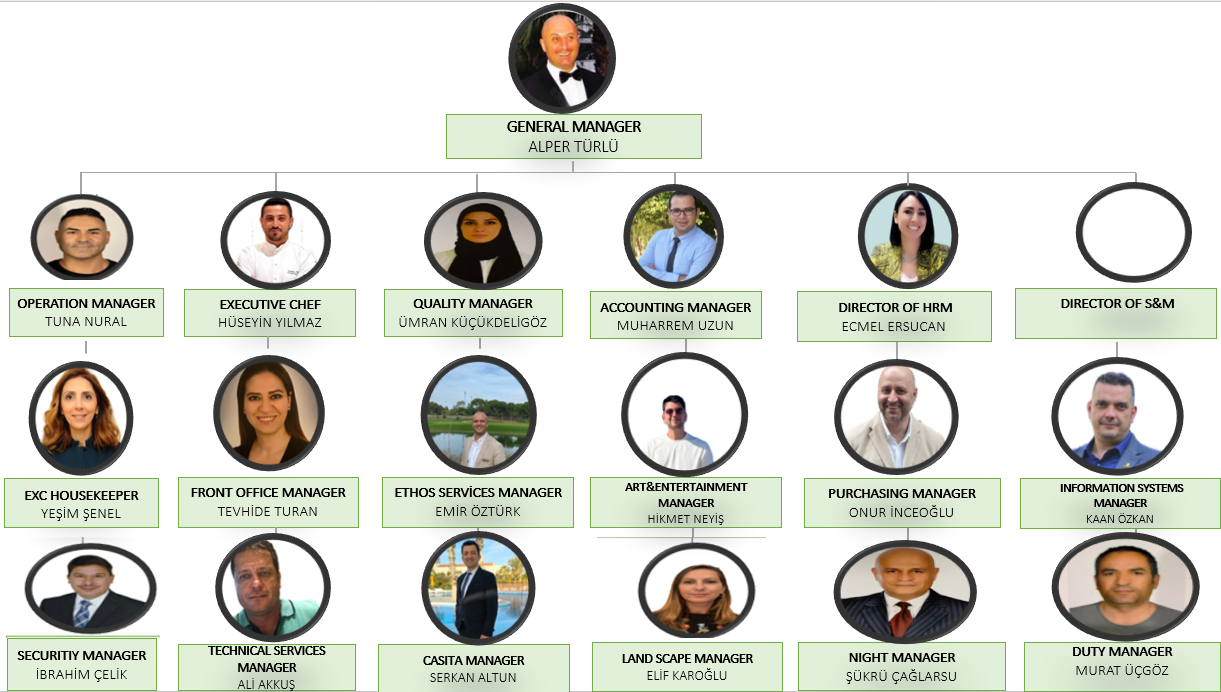 GENERAL MANAGER
ALPER TÜRLÜ
OPERATION MANAGER
TUNA NURAL
EXECUTIVE CHEF
HÜSEYİN YILMAZ
QUALITY MANAGER
ÜMRAN KÜÇÜKDELİGÖZ
ACCOUNTING MANAGER
MUHARREM UZUN
DIRECTOR OF HRM
ECMEL ERSUCAN
DIRECTOR OF S&M
EXC HOUSEKEEPER
YEŞİM ŞENEL
FRONT OFFICE MANAGER
TEVHİDE TURAN
ETHOS SERVİCES MANAGER
EMİR ÖZTÜRK
ART&ENTERTAINMENT
MANAGER
HİKMET NEYİŞ
PURCHASING MANAGER
ONUR İNCEOĞLU
INFORMATION SYSTEMS
MANAGER
KAAN ÖZKAN
SECURITIY MANAGER
İBRAHİM ÇELİK
TECHNICAL SERVICES
MANAGER
ALİ AKKUŞ
CASITA MANAGER
SERKAN ALTUN
LAND SCAPE MANAGER
ELİF KAROĞLU
NIGHT MANAGER
ŞÜKRÜ ÇAĞLARSU
DUTY MANAGER
MURAT ÜÇGÖZ